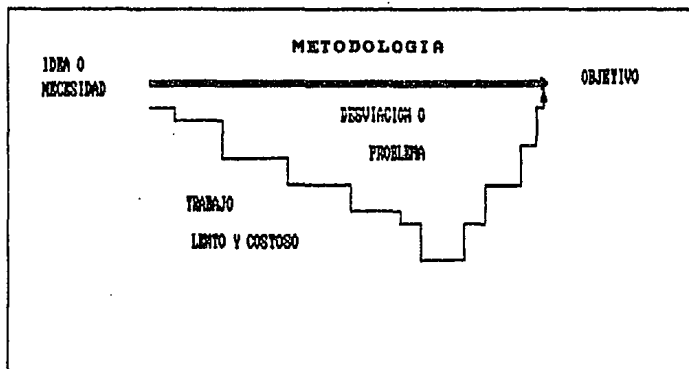 METODOLOGIA
IDEA O
NECESIDAD
OBJETIVO
DESVIACION O
PROBLEMA
TRABAJO
LENTO Y COSTOSO